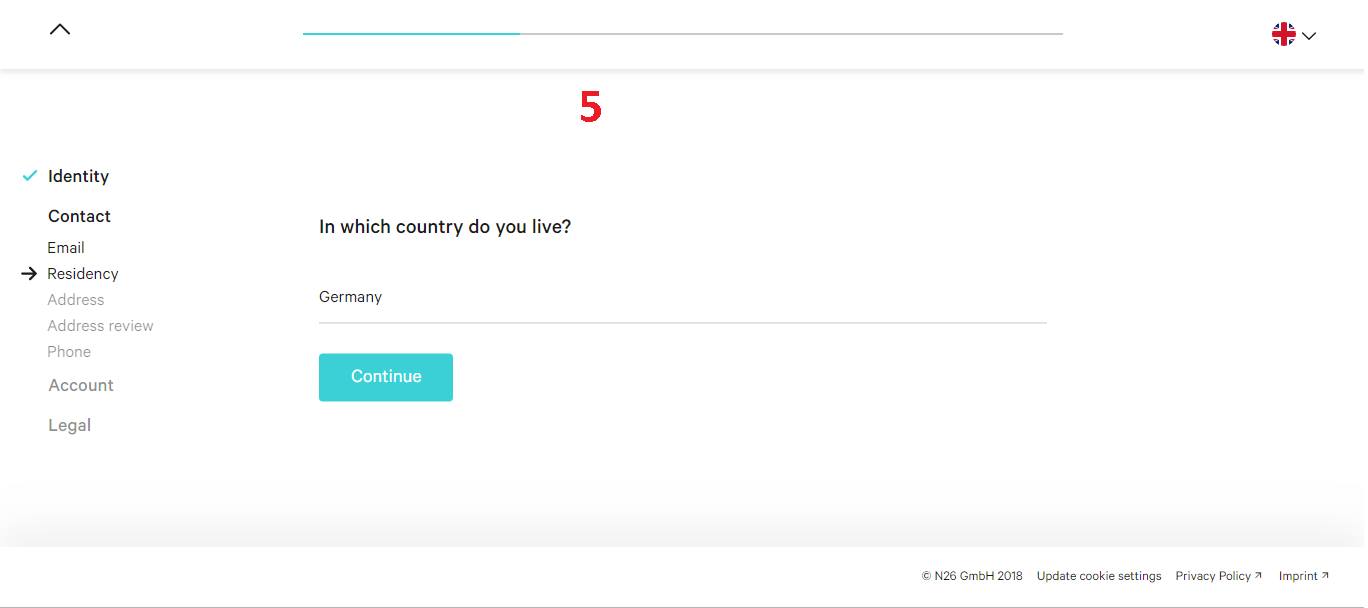 5
Identity
Contact
Email
Residency
Address
Address review
Phone
Account
Legal
In which country do you live?
Germany
Continue
© N26 GmbH 2018 Update cookie settings Privacy Policy Imprint